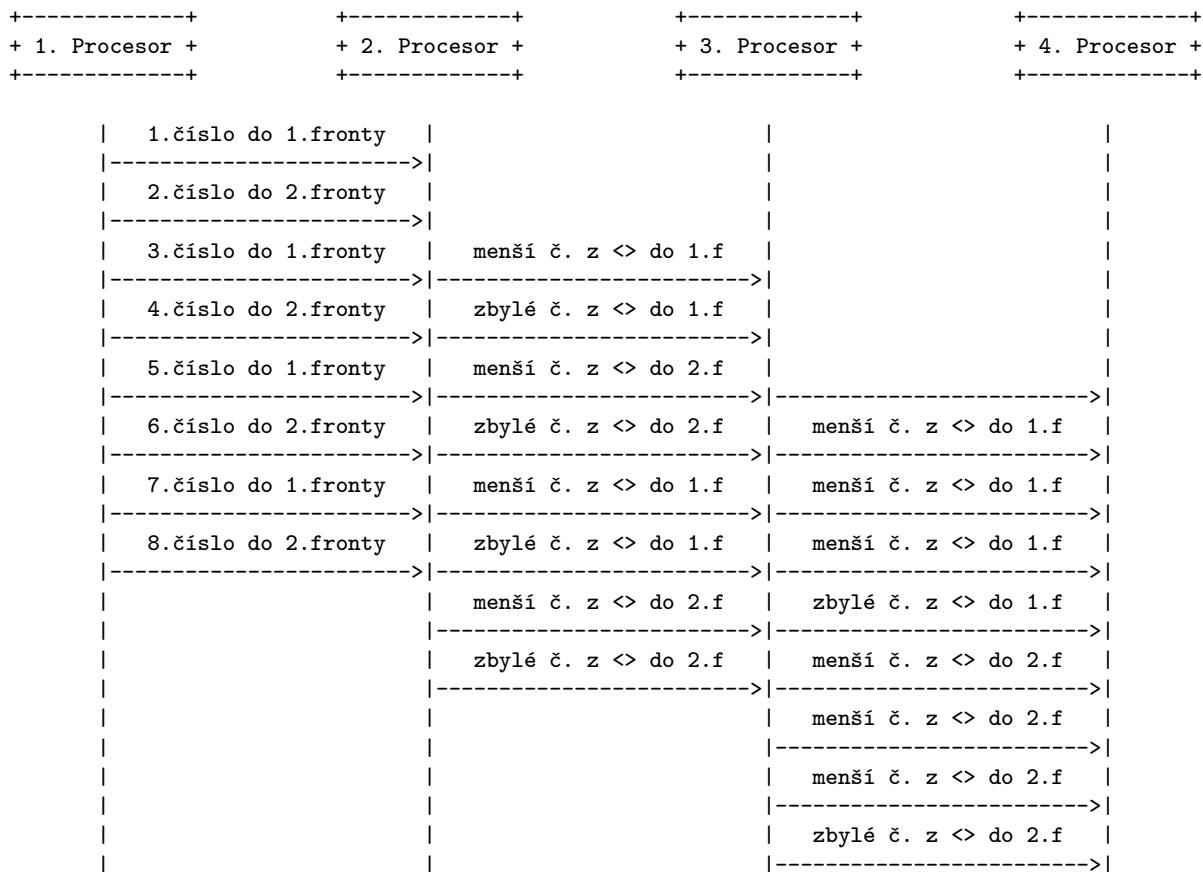 +-------------+ +-------------+ +-------------+ +-------------+
+ 1. Procesor + + 2. Procesor + + 3. Procesor + + 4. Procesor +
+-------------+ +-------------+ +-------------+ +-------------+
| 1.číslo do 1.fronty | | |
|------------------------>| | |
| 2.číslo do 2.fronty | | |
|------------------------>| | |
| 3.číslo do 1.fronty | menší č. z <> do 1.f | |
|------------------------>|------------------------->| |
| 4.číslo do 2.fronty | zbylé č. z <> do 1.f | |
|------------------------>|------------------------->| |
| 5.číslo do 1.fronty | menší č. z <> do 2.f | |
|------------------------>|------------------------->|------------------------->|
| 6.číslo do 2.fronty | zbylé č. z <> do 2.f | menší č. z <> do 1.f |
|------------------------>|------------------------->|------------------------->|
| 7.číslo do 1.fronty | menší č. z <> do 1.f | menší č. z <> do 1.f |
|------------------------>|------------------------->|------------------------->|
| 8.číslo do 2.fronty | zbylé č. z <> do 1.f | menší č. z <> do 1.f |
|------------------------>|------------------------->|------------------------->|
| | menší č. z <> do 2.f | zbylé č. z <> do 1.f |
| |------------------------->|------------------------->|
| | zbylé č. z <> do 2.f | menší č. z <> do 2.f |
| |------------------------->|------------------------->|
| | | menší č. z <> do 2.f |
| | |------------------------->|
| | | menší č. z <> do 2.f |
| | |------------------------->|
| | | zbylé č. z <> do 2.f |
| | |------------------------->|